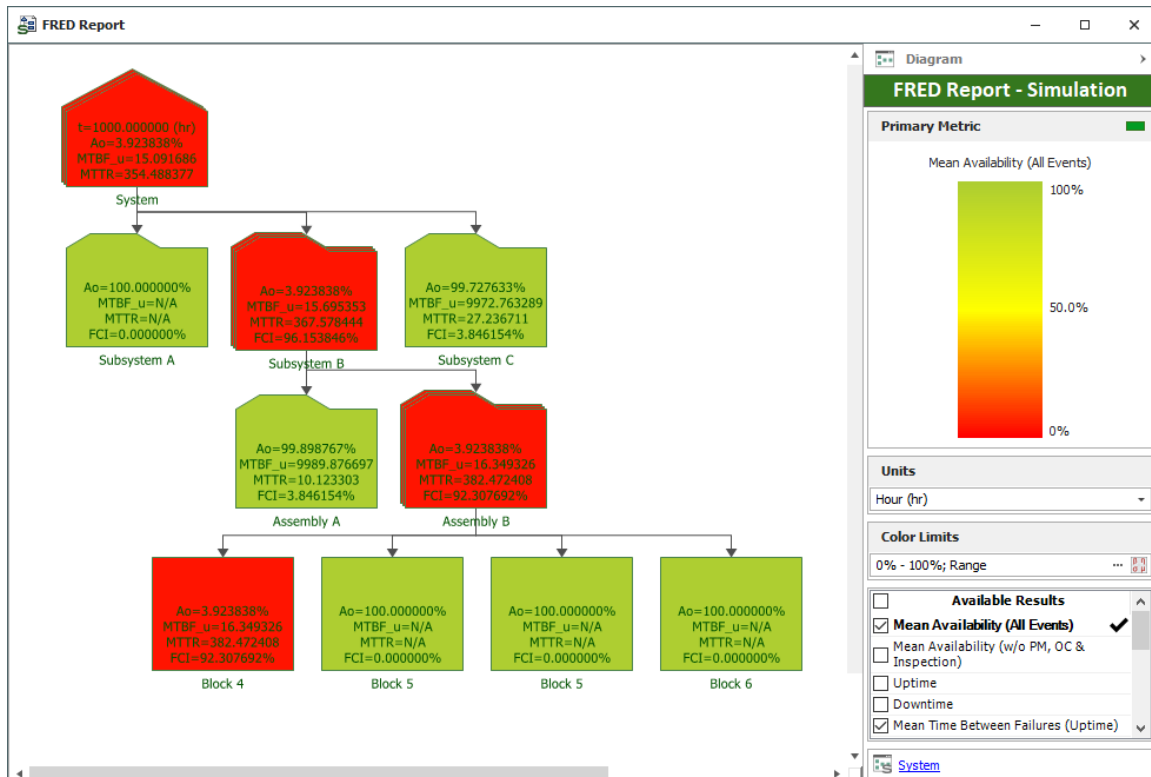 FRED Report
t=1000.000000 (hr)
Ao=3.923838%
MTBF_u=15.091686
MTTR=354.488377
System
Ao=100.000000%
MTBF_u=N/A
MTTR=N/A
FCI=0.000000%
Subsystem A
Ao=3.923838%
MTBF_u=15.695353
MTTR=367.578444
FCI=96.153846%
Subsystem B
Ao=99.727633%
MTBF_u=9972.763289
MTTR=27.236711
FCI=3.846154%
Subsystem C
Ao=99.898767%
MTBF_u=9989.876697
MTTR=10.123303
FCI=3.846154%
Assembly A
Ao=3.923838%
MTBF_u=16.349326
MTTR=382.472408
FCI=92.307692%
Assembly B
Ao=3.923838%
MTBF_u=16.349326
MTTR=382.472408
FCI=92.307692%
Block 4
Ao=100.000000%
MTBF_u=N/A
MTTR=N/A
FCI=0.000000%
Block 5
Ao=100.000000%
MTBF_u=N/A
MTTR=N/A
FCI=0.000000%
Block 5
Ao=100.000000%
MTBF_u=N/A
MTTR=N/A
FCI=0.000000%
Block 6
Diagram
FRED Report - Simulation
Primary Metric
Mean Availability (All Events)
100%
50.0%
0%
Units
Hour (hr)
Color Limits
0% - 100%; Range
Available Results
Mean Availability (All Events)
Mean Availability (w/o PM, OC &
Inspection)
Uptime
Downtime
Mean Time Between Failures (Uptime)
System